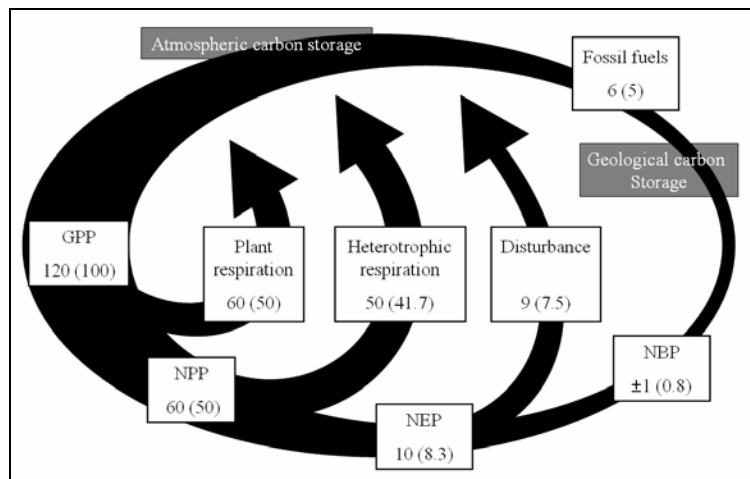 Atmospheric carbon storage
Fossil fuels
6 (5)
Geological carbon
Storage
GPP
120 (100)
Plant
respiration
60 (50)
Heterotrophic
respiration
50 (41.7)
Disturbance
9 (7.5)
NBP
±1 (0.8)
NPP
60 (50)
NEP
10 (8.3)